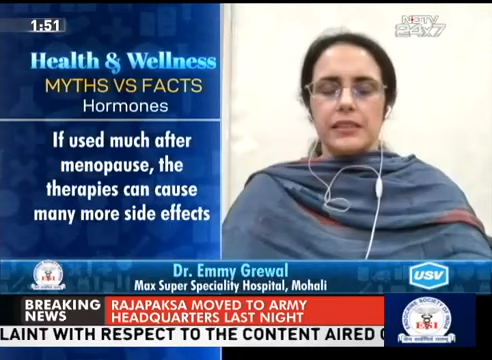 1:51
NDTV
24x7
Health & Wellness
MYTHS VS FACTS
Hormones
If used much after
menopause, the
therapies can cause
many more side effects
Dr. Emmy Grewal
Max Super Speciality Hospital, Mohali
ESI
USV
BREAKING
NEWS
RAJAPAKSA MOVED TO ARMY
HEADQUARTERS LAST NIGHT
ESI
LAINT WITH RESPECT TO THE CONTENT AIRED